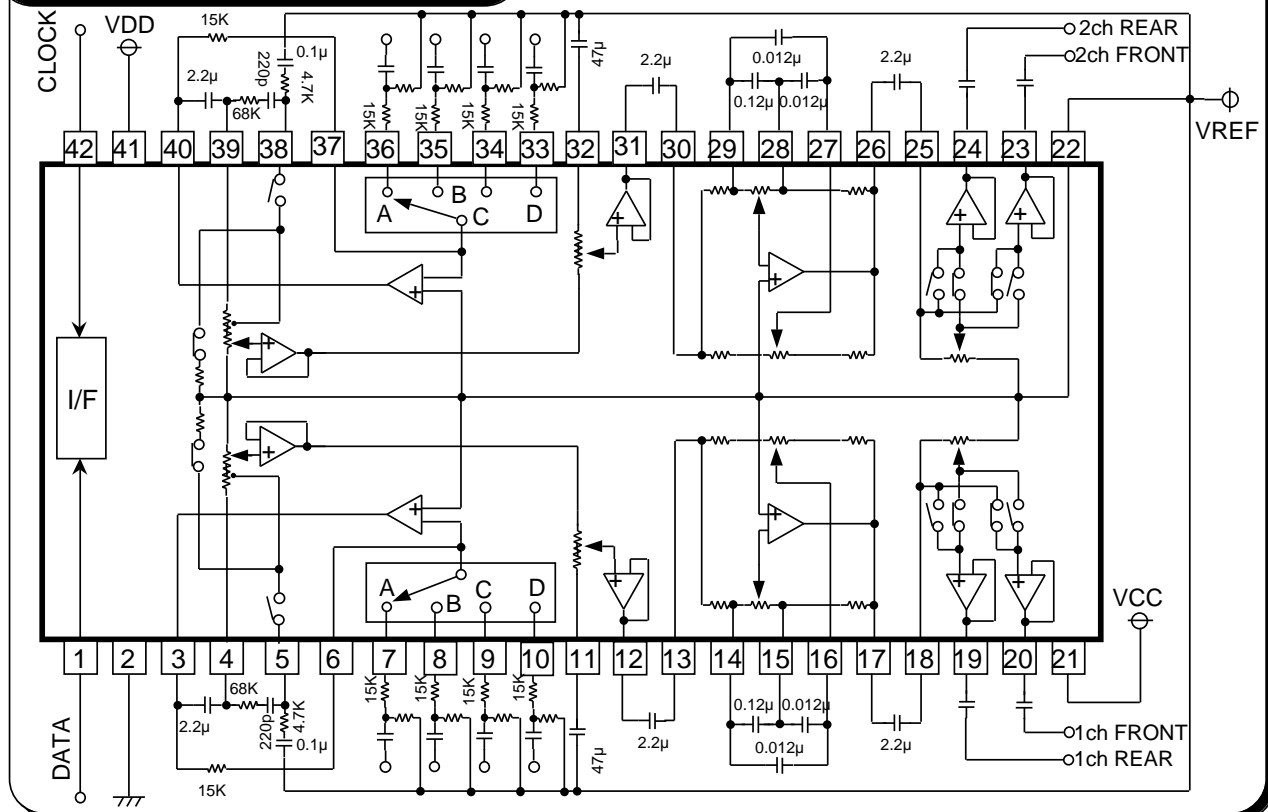 CLOCK
VDD
15K
0.1µ
220p
4.7K
2.2µ
68K
15K
15K
15K
15K
47µ
2.2µ
0.012µ
0.12µ
0.012µ
2.2µ
2ch REAR
2ch FRONT
VREF
42 41 40 39 38 37 36 35 34 33 32 31 30 29 28 27 26 25 24 23 22
A B C D
I/F
A B C D
VCC
1 2 3 4 5 6 7 8 9 10 11 12 13 14 15 16 17 18 19 20 21
DATA
2.2µ
68K
220p
4.7K
0.1µ
15K
15K
15K
15K
15K
47µ
2.2µ
0.12µ
0.012µ
0.012µ
2.2µ
1ch FRONT
1ch REAR